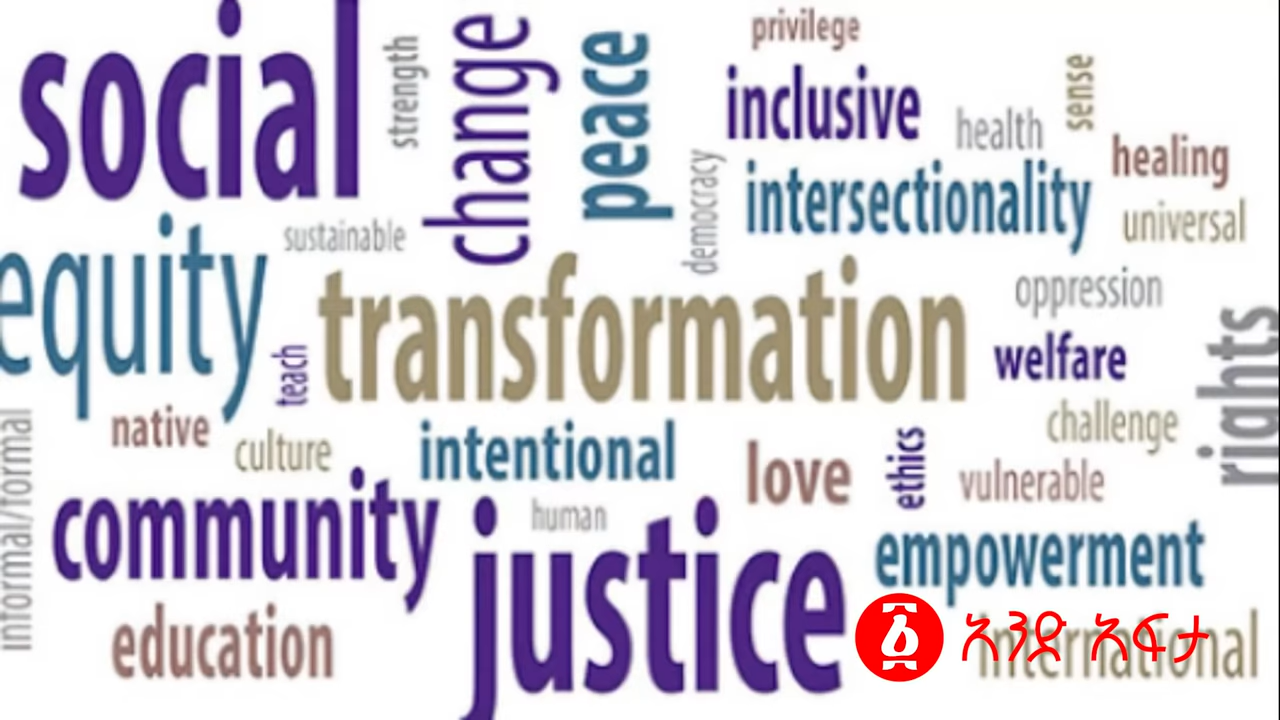 social
strength
change
peace
privilege
inclusive
health
sense
democracy
intersectionality
healing
universal
equity
sustainable
transformation
oppression
teach
welfare
rights
native
culture
intentional
love
ethics
challenge
vulnerable
informal/formal
community
human
justice
empowerment
education
international
አንድ አፍታ